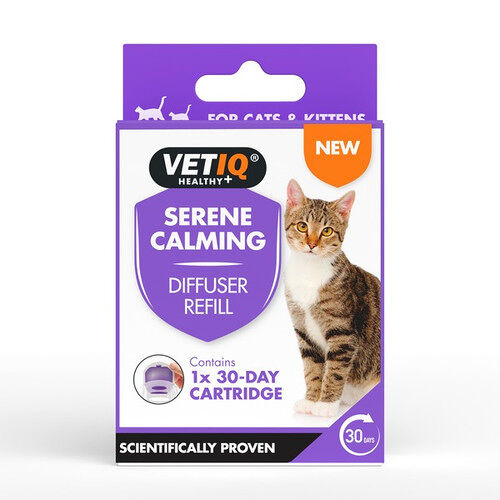 FOR CATS & KITTENS
VETIQ®
HEALTHY+
NEW
SERENE
CALMING
DIFFUSER
REFILL
Contains
1x 30-DAY
CARTRIDGE
SCIENTIFICALLY PROVEN
30 DAYS